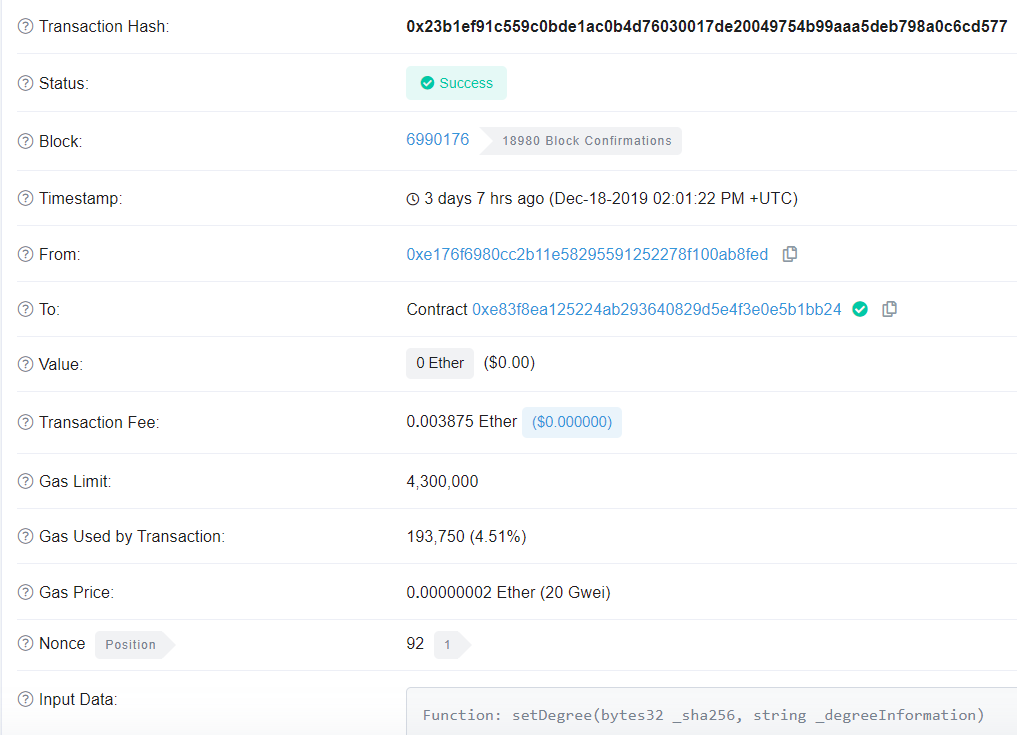 Transaction Hash: 0x23b1ef91c559c0bde1ac0b4d76030017de20049754b99aaa5deb798a0c6cd577
Status: Success
Block: 6990176 18980 Block Confirmations
Timestamp: 3 days 7 hrs ago (Dec-18-2019 02:01:22 PM +UTC)
From: 0xe176f6980cc2b11e58295591252278f100ab8fed
To: Contract 0xe83f8ea125224ab293640829d5e4f3e0e5b1bb24
Value: 0 Ether ($0.00)
Transaction Fee: 0.003875 Ether ($0.000000)
Gas Limit: 4,300,000
Gas Used by Transaction: 193,750 (4.51%)
Gas Price: 0.00000002 Ether (20 Gwei)
Nonce Position 92 1
Input Data: Function: setDegree(bytes32 _sha256, string _degreeInformation)